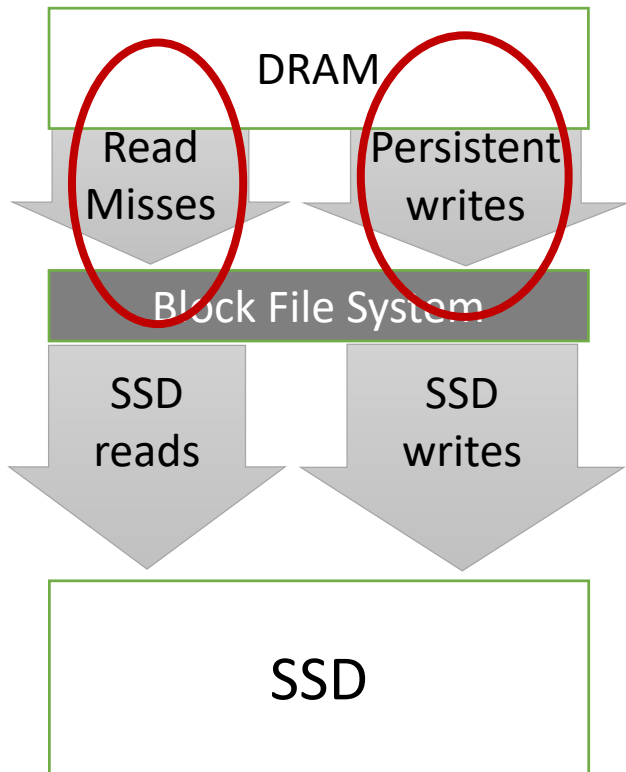 DRAM
Read
Misses
Persistent
writes
Block File System
SSD
reads
SSD
writes
SSD